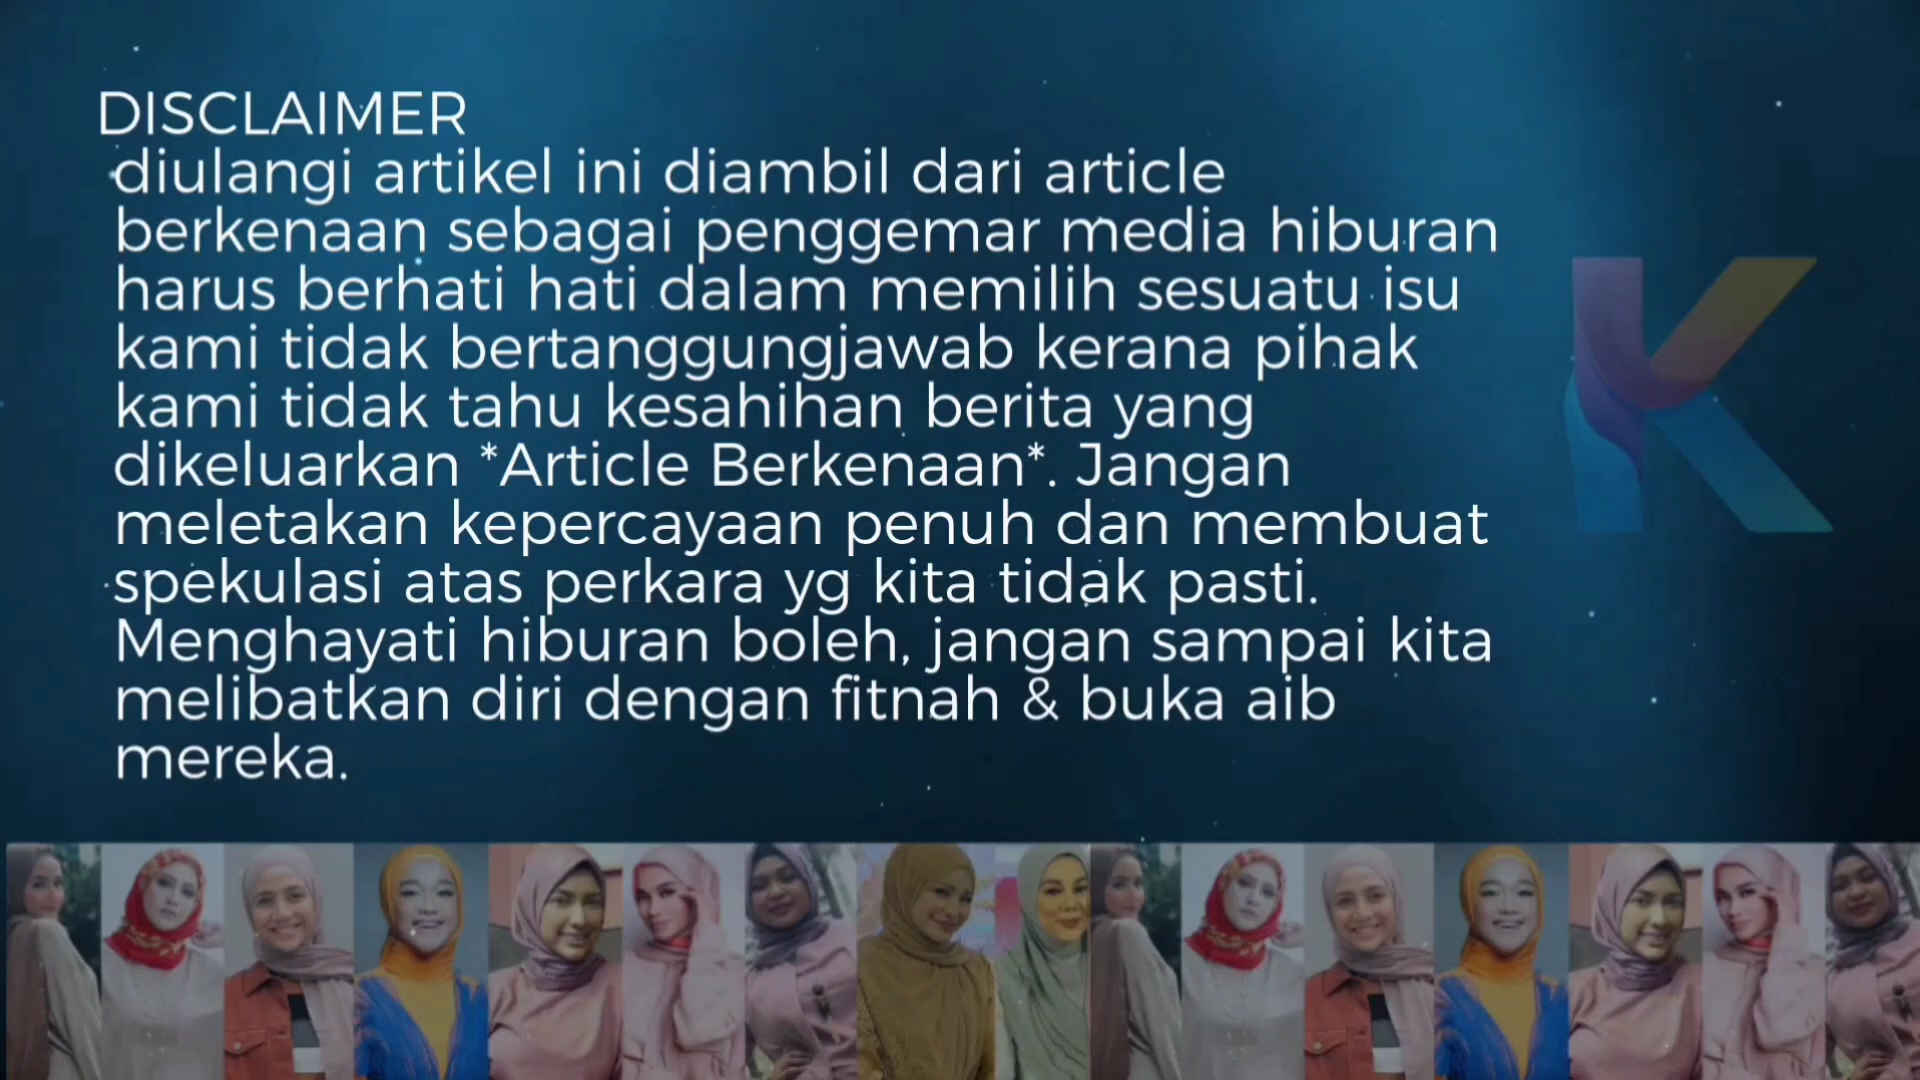 DISCLAIMER
diulangi artikel ini diambil dari article
berkenaan sebagai penggemar media hiburan
harus berhati hati dalam memilih sesuatu isu
kami tidak bertanggungjawab kerana pihak
kami tidak tahu kesahihan berita yang
dikeluarkan *Article Berkenaan*. Jangan
meletakan kepercayaan penuh dan membuat
spekulasi atas perkara yg kita tidak pasti.
Menghayati hiburan boleh, jangan sampai kita
melibatkan diri dengan fitnah & buka aib
mereka.
K